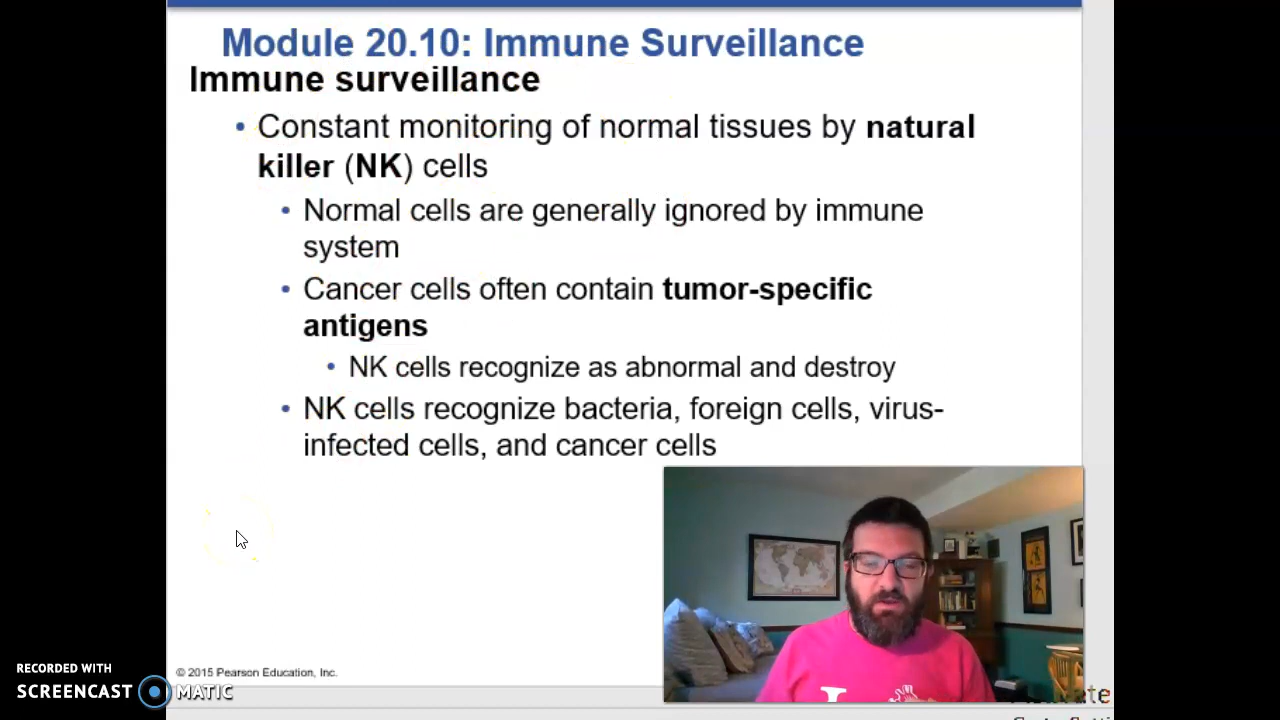 Module 20.10: Immune Surveillance
Immune surveillance
• Constant monitoring of normal tissues by natural
killer (NK) cells
• Normal cells are generally ignored by immune
system
• Cancer cells often contain tumor-specific
antigens
• NK cells recognize as abnormal and destroy
• NK cells recognize bacteria, foreign cells, virus-
infected cells, and cancer cells
© 2015 Pearson Education, Inc.
RECORDED WITH
SCREENCAST MATIC